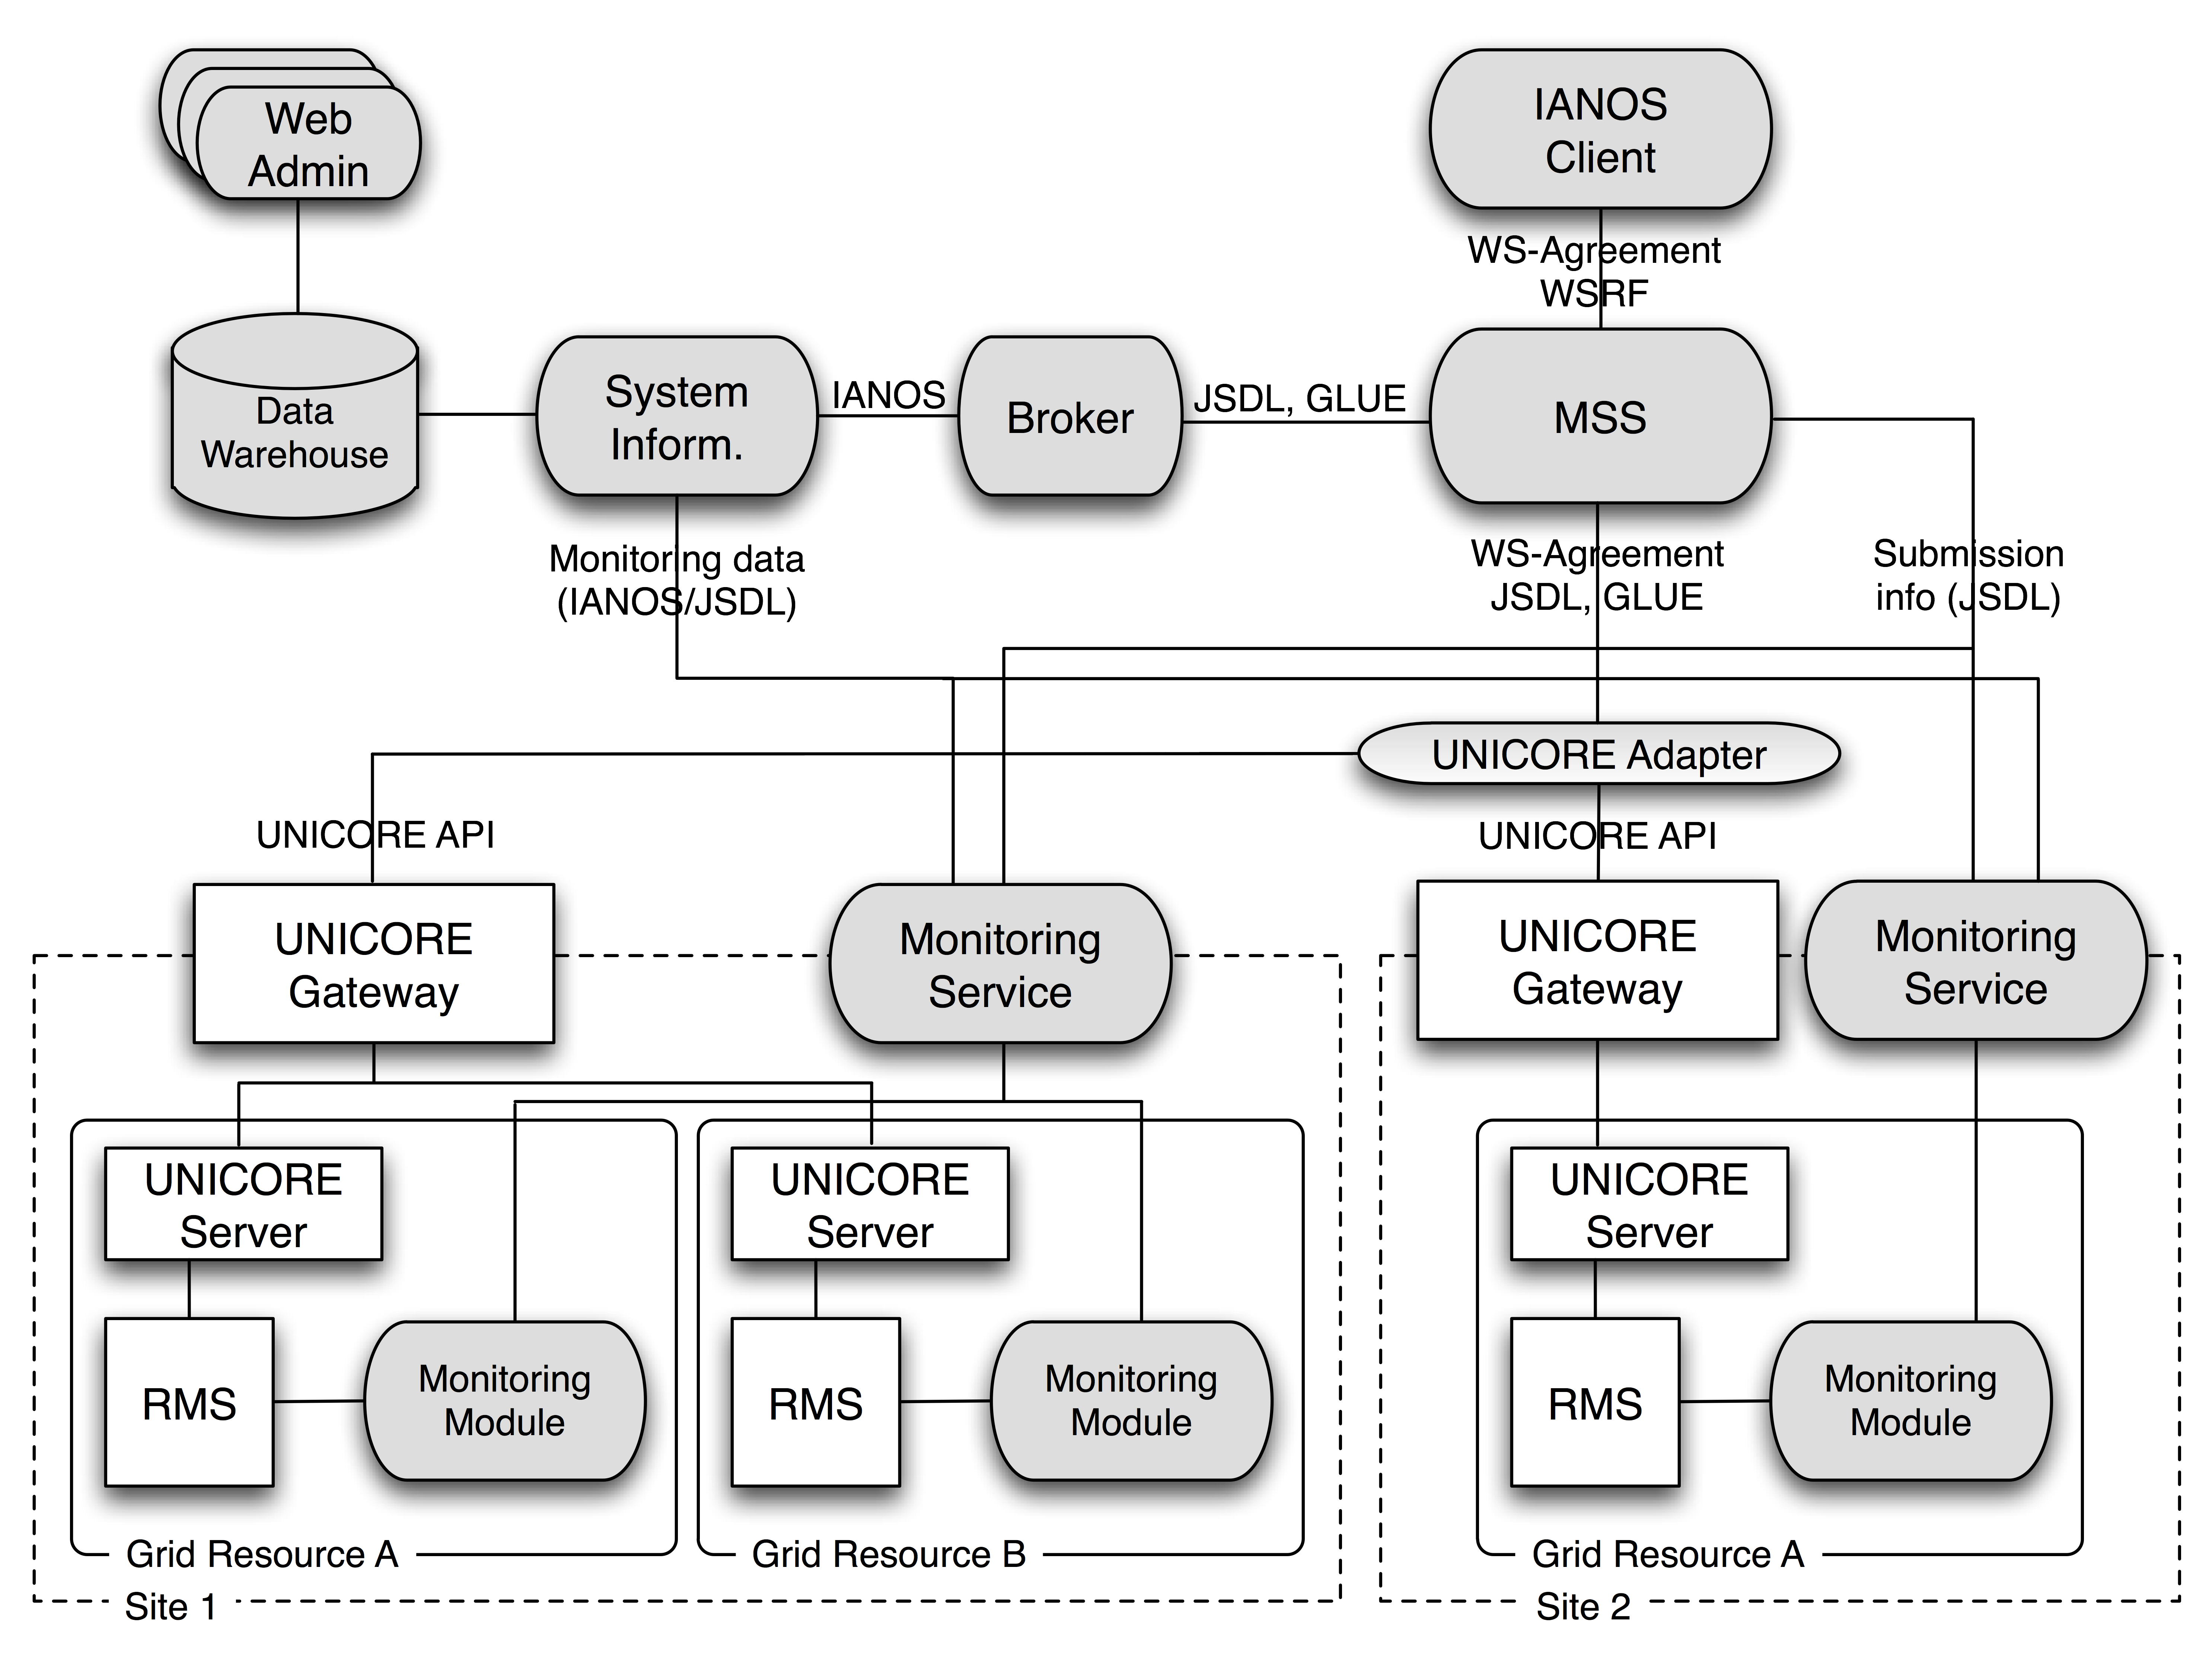 Web
Admin
IANOS
Client
WS-Agreement
WSRF
Data
Warehouse
System
Inform.
IANOS
Broker
JSDL, GLUE
MSS
Monitoring data
(IANOS/JSDL)
WS-Agreement
JSDL, GLUE
Submission
info (JSDL)
UNICORE Adapter
UNICORE API
UNICORE API
UNICORE
Gateway
Monitoring
Service
UNICORE
Gateway
Monitoring
Service
UNICORE
Server
UNICORE
Server
UNICORE
Server
RMS
Monitoring
Module
RMS
Monitoring
Module
RMS
Monitoring
Module
Grid Resource A
Grid Resource B
Grid Resource A
Site 1
Site 2